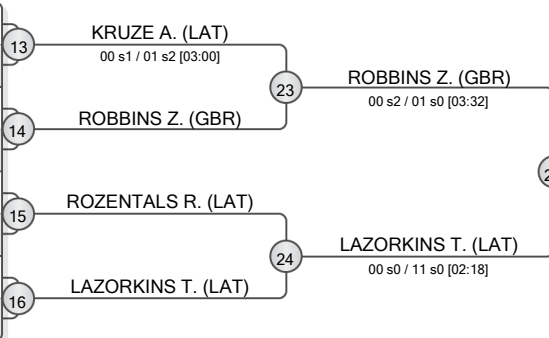 13
KRUZE A. (LAT)
00 s1 / 01 s2 [03:00]
23
ROBBINS Z. (GBR)
00 s2 / 01 s0 [03:32]
14
ROBBINS Z. (GBR)
15
ROZENTALS R. (LAT)
24
LAZORKINS T. (LAT)
00 s0 / 11 s0 [02:18]
16
LAZORKINS T. (LAT)